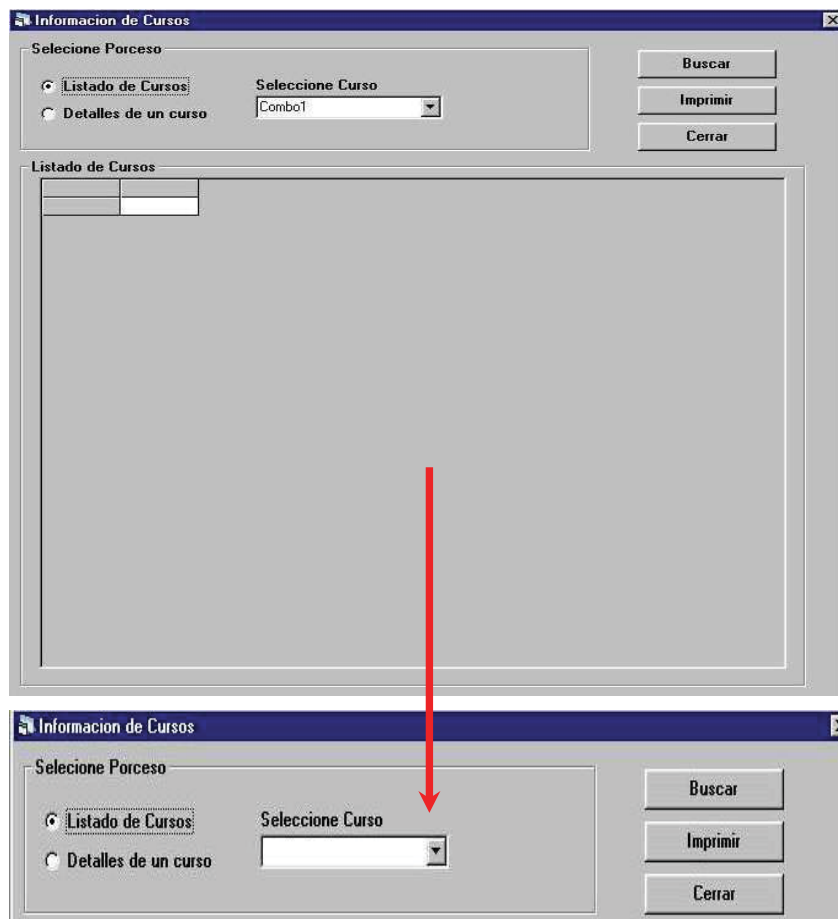 Informacion de Cursos
Selecione Porceso
Listado de Cursos
Detalles de un curso
Seleccione Curso
Combo1
Buscar
Imprimir
Cerrar
Listado de Cursos
Informacion de Cursos
Selecione Porceso
Listado de Cursos
Detalles de un curso
Seleccione Curso
Buscar
Imprimir
Cerrar